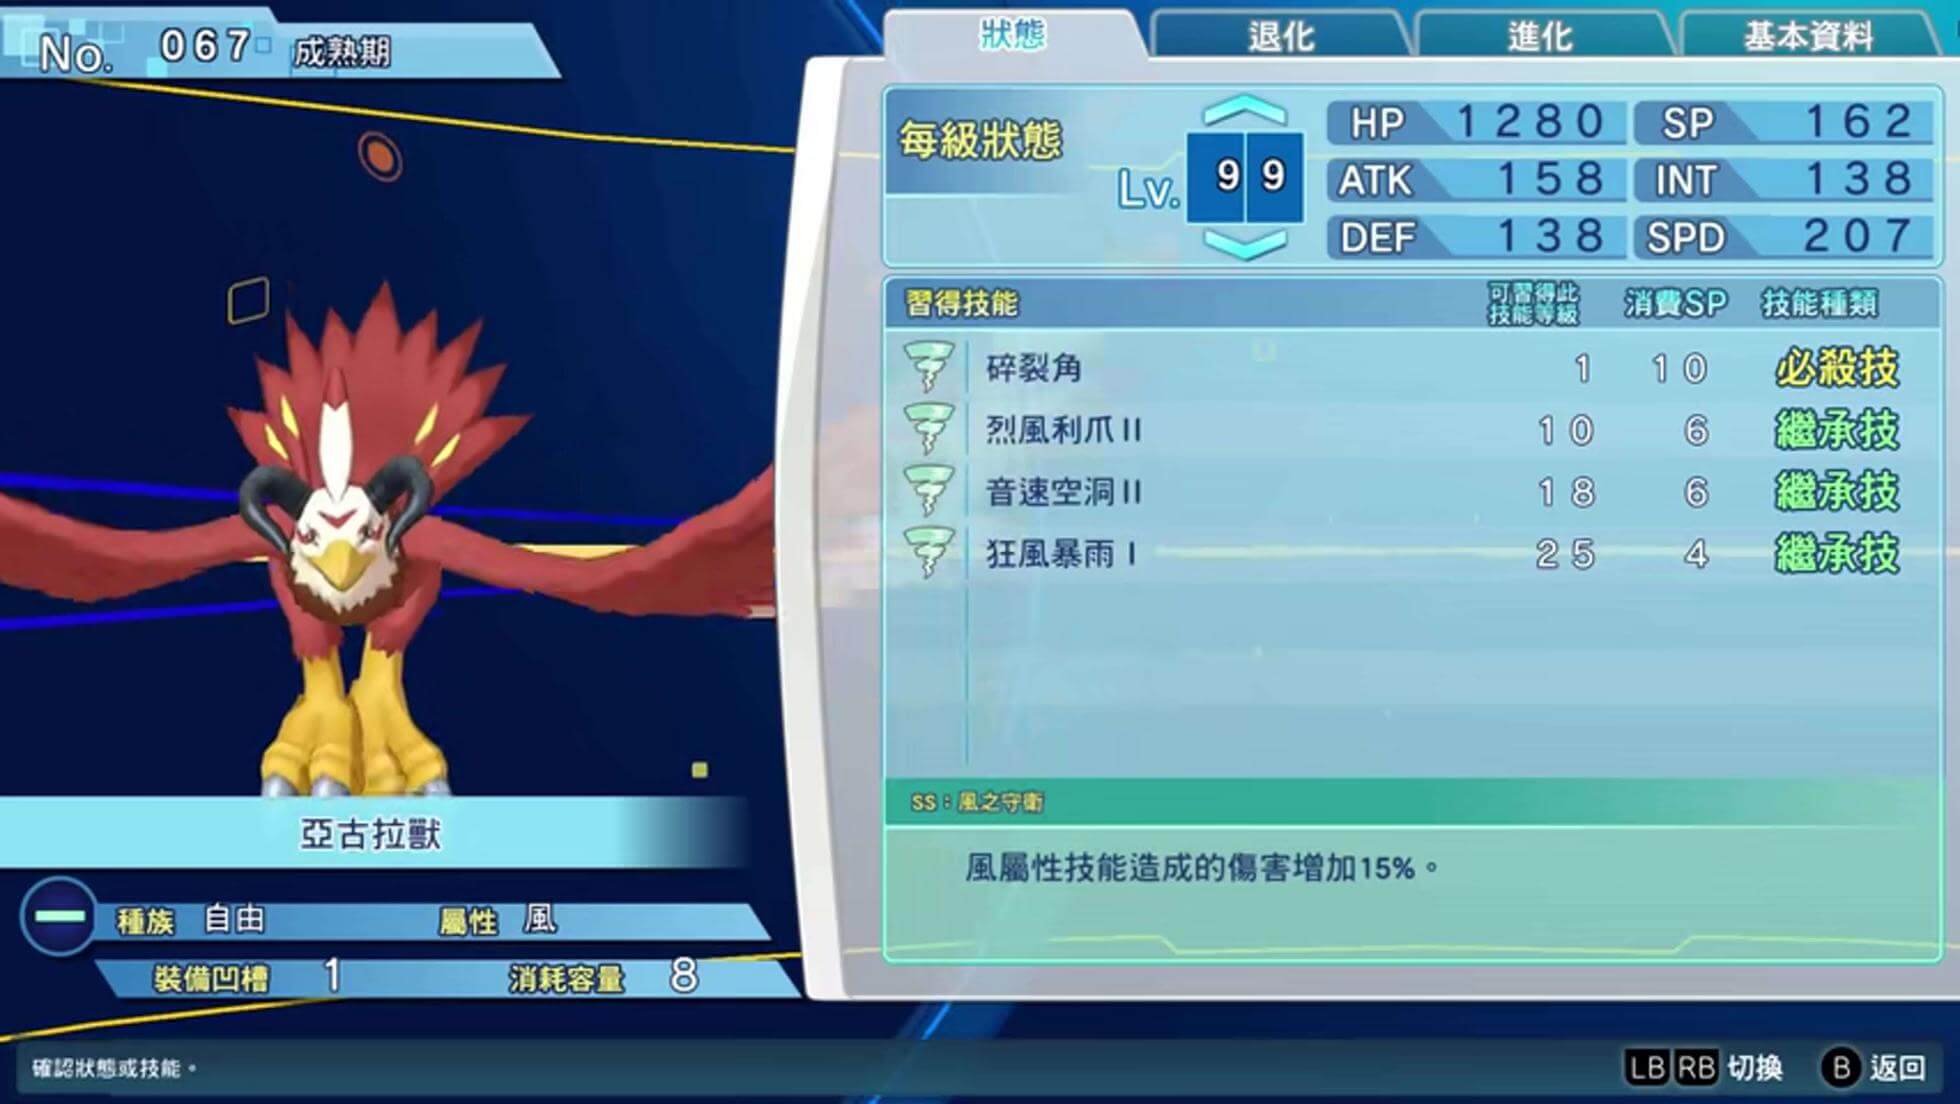 No. 067 成熟期
狀態 退化 進化 基本資料
每級狀態
Lv. 99
HP 1280 SP 162
ATK 158 INT 138
DEF 138 SPD 207
習得技能 可習得此技能等級 消費SP 技能種類
碎裂角 1 10 必殺技
烈風利爪II 10 6 繼承技
音速空洞II 18 6 繼承技
狂風暴雨I 25 4 繼承技
SS:風之守衛
風屬性技能造成的傷害增加15%。
亞古拉獸
種族 自由 屬性 風
裝備凹槽 1 消耗容量 8
確認狀態或技能。
LB RB 切換 B 返回